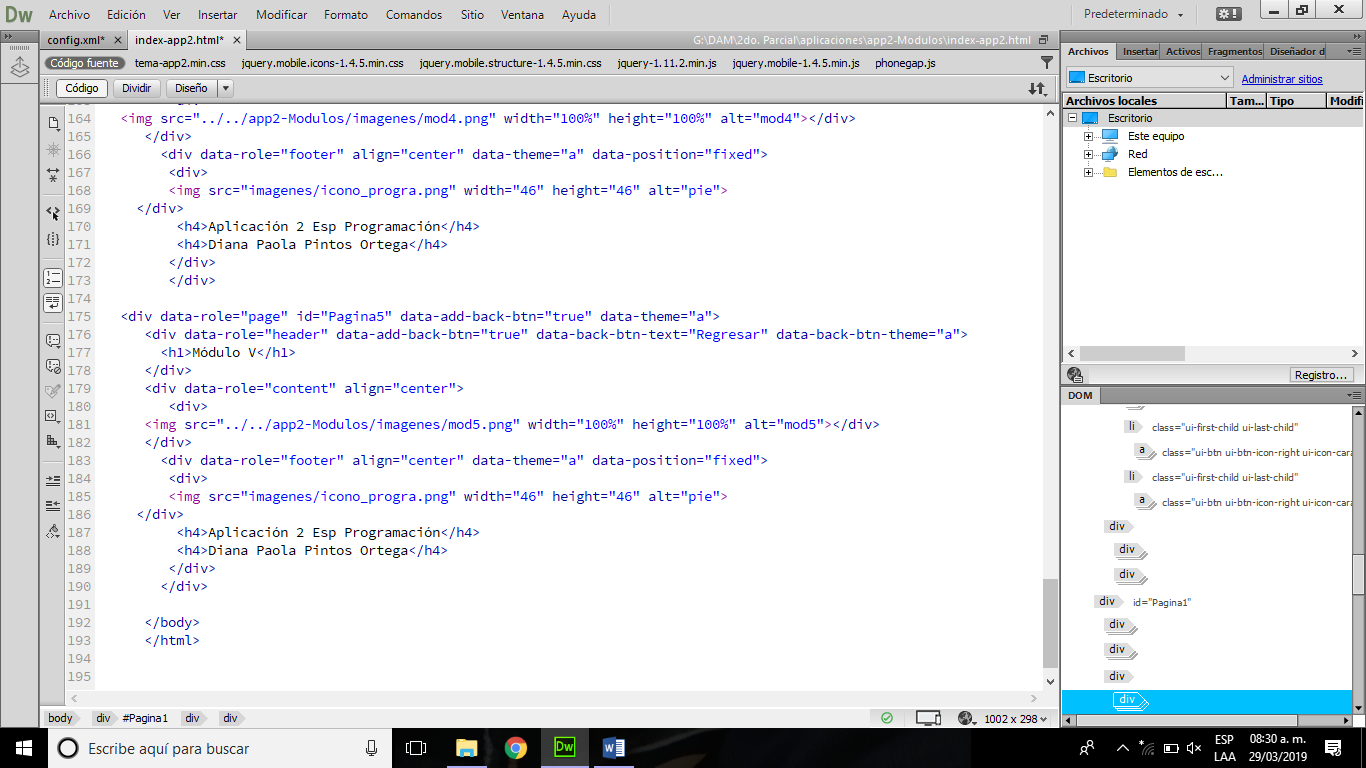 Dw Archivo Edición Ver Insertar Modificar Formato Comandos Sitio Ventana Ayuda Predeterminado
config.xml* index-app2.html* G:\DAM\2do. Parcial\aplicaciones\app2-Modulos\index-app2.html
Código fuente tema-app2.min.css jquery.mobile.icons-1.4.5.min.css jquery.mobile.structure-1.4.5.min.css jquery-1.11.2.min.js jquery.mobile-1.4.5.min.js phonegap.js
Código Dividir Diseño
164 <img src="../../app2-Modulos/imagenes/mod4.png" width="100%" height="100%" alt="mod4"></div>
165 </div>
166 <div data-role="footer" align="center" data-theme="a" data-position="fixed">
167 <div>
168 <img src="imagenes/icono_progra.png" width="46" height="46" alt="pie">
169 </div>
170 <h4>Aplicación 2 Esp Programación</h4>
171 <h4>Diana Paola Pintos Ortega</h4>
172 </div>
173 </div>
174
175 <div data-role="page" id="Pagina5" data-add-back-btn="true" data-theme="a">
176 <div data-role="header" data-add-back-btn="true" data-back-btn-text="Regresar" data-back-btn-theme="a">
177 <h1>Módulo V</h1>
178 </div>
179 <div data-role="content" align="center">
180 <div>
181 <img src="../../app2-Modulos/imagenes/mod5.png" width="100%" height="100%" alt="mod5"></div>
182 </div>
183 <div data-role="footer" align="center" data-theme="a" data-position="fixed">
184 <div>
185 <img src="imagenes/icono_progra.png" width="46" height="46" alt="pie">
186 </div>
187 <h4>Aplicación 2 Esp Programación</h4>
188 <h4>Diana Paola Pintos Ortega</h4>
189 </div>
190 </div>
191
192 </body>
193 </html>
194
195
body div #Pagina1 div div 1002 x 298
Archivos Insertar Activos Fragmentos Diseñador d
Escritorio Administrar sitios
Archivos locales Tam... Tipo Modifi
Escritorio
Este equipo
Red
Elementos de esc...
Registro...
DOM
li class="ui-first-child ui-last-child"
a class="ui-btn ui-btn-icon-right ui-icon-cara
li class="ui-first-child ui-last-child"
a class="ui-btn ui-btn-icon-right ui-icon-cara
div
div
div
div id="Pagina1"
div
div
div
div
Escribe aquí para buscar Dw ESP 08:30 a. m.
LAA 29/03/2019